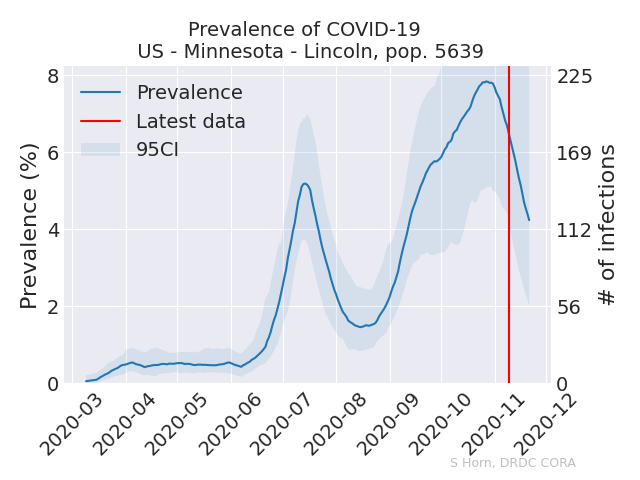 Prevalence of COVID-19
US - Minnesota - Lincoln, pop. 5639
Prevalence (%)
8
6
4
2
0
Prevalence
Latest data
95CI
225
169
112
56
0
# of infections
2020-03
2020-04
2020-05
2020-06
2020-07
2020-08
2020-09
2020-10
2020-11
2020-12
S Horn, DRDC CORA